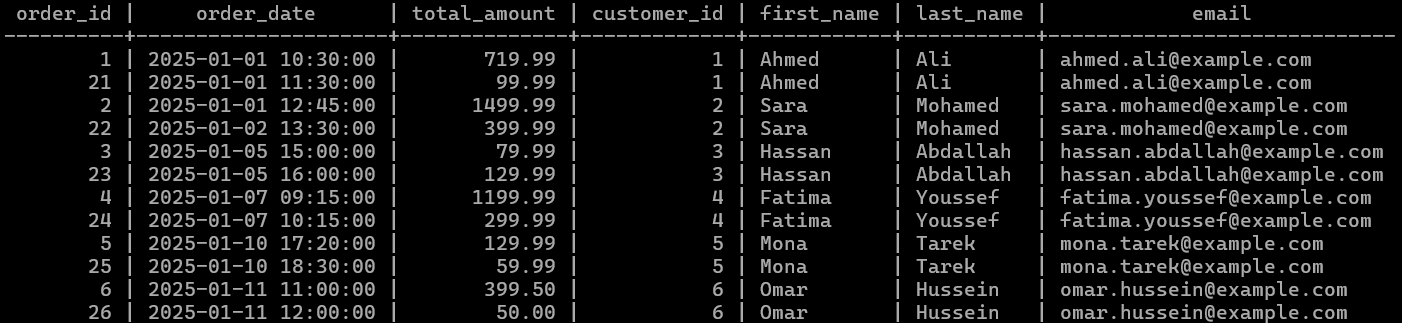 order_id |     order_date      | total_amount | customer_id | first_name | last_name |            email
----------+---------------------+--------------+-------------+------------+-----------+-----------------------------
        1 | 2025-01-01 10:30:00 |       719.99 |           1 | Ahmed      | Ali       | ahmed.ali@example.com
       21 | 2025-01-01 11:30:00 |        99.99 |           1 | Ahmed      | Ali       | ahmed.ali@example.com
        2 | 2025-01-01 12:45:00 |      1499.99 |           2 | Sara       | Mohamed   | sara.mohamed@example.com
       22 | 2025-01-02 13:30:00 |       399.99 |           2 | Sara       | Mohamed   | sara.mohamed@example.com
        3 | 2025-01-05 15:00:00 |        79.99 |           3 | Hassan     | Abdallah  | hassan.abdallah@example.com
       23 | 2025-01-05 16:00:00 |       129.99 |           3 | Hassan     | Abdallah  | hassan.abdallah@example.com
        4 | 2025-01-07 09:15:00 |      1199.99 |           4 | Fatima     | Youssef   | fatima.youssef@example.com
       24 | 2025-01-07 10:15:00 |       299.99 |           4 | Fatima     | Youssef   | fatima.youssef@example.com
        5 | 2025-01-10 17:20:00 |       129.99 |           5 | Mona       | Tarek     | mona.tarek@example.com
       25 | 2025-01-10 18:30:00 |        59.99 |           5 | Mona       | Tarek     | mona.tarek@example.com
        6 | 2025-01-11 11:00:00 |       399.50 |           6 | Omar       | Hussein   | omar.hussein@example.com
       26 | 2025-01-11 12:00:00 |        50.00 |           6 | Omar       | Hussein   | omar.hussein@example.com